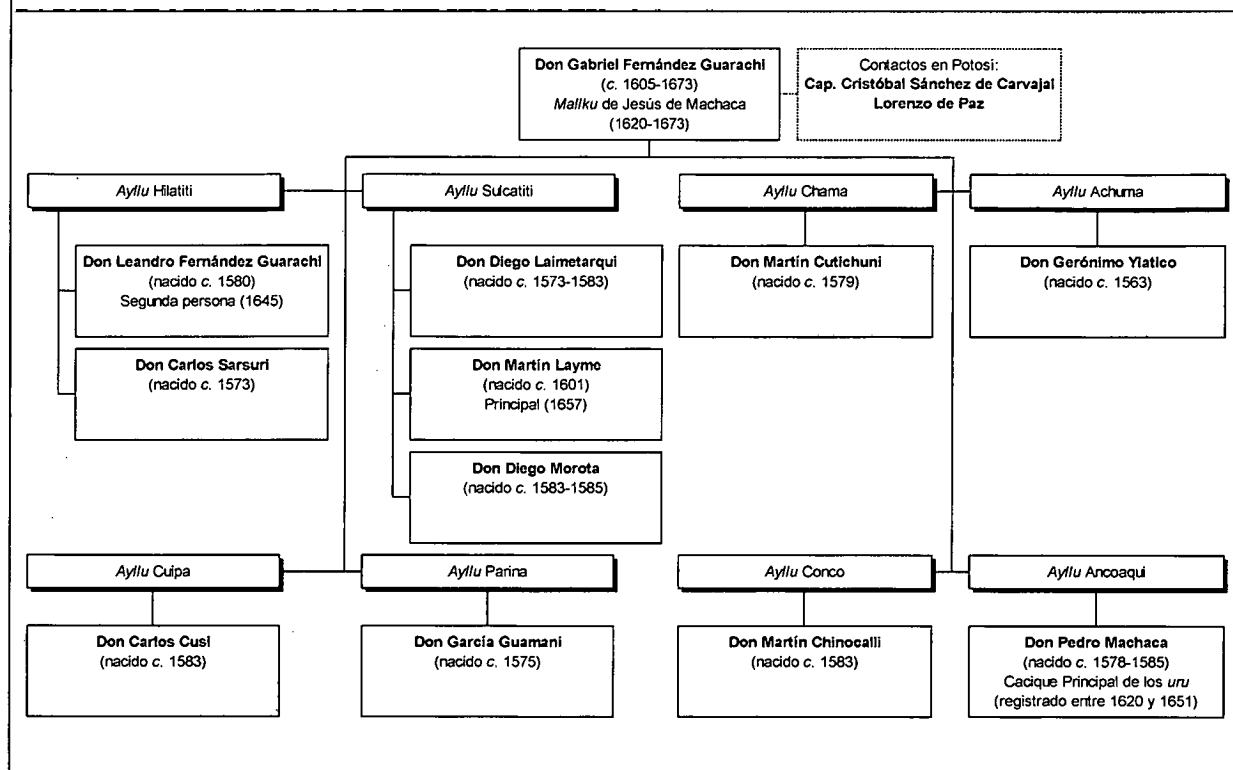 Don Gabriel Fernández Guarachi
(c. 1605-1673)
Mallku de Jesús de Machaca
(1620-1673)
Contactos en Potosi:
Cap. Cristóbal Sánchez de Carvajal
Lorenzo de Paz
Ayllu Hilatiti
Ayllu Sulcatiti
Ayllu Chama
Ayllu Achuma
Don Leandro Fernández Guarachi
(nacido c. 1580)
Segunda persona (1645)
Don Carlos Sarsuri
(nacido c. 1573)
Don Diego Laimetarqui
(nacido c. 1573-1583)
Don Martín Layme
(nacido c. 1601)
Principal (1657)
Don Diego Morota
(nacido c. 1583-1585)
Don Martín Cutichuni
(nacido c. 1579)
Don Gerónimo Ylatico
(nacido c. 1563)
Ayllu Cuipa
Ayllu Parina
Ayllu Conco
Ayllu Ancoaqui
Don Carlos Cusi
(nacido c. 1583)
Don García Guamani
(nacido c. 1575)
Don Martín Chinocalli
(nacido c. 1583)
Don Pedro Machaca
(nacido c. 1578-1585)
Cacique Principal de los uru
(registrado entre 1620 y 1651)